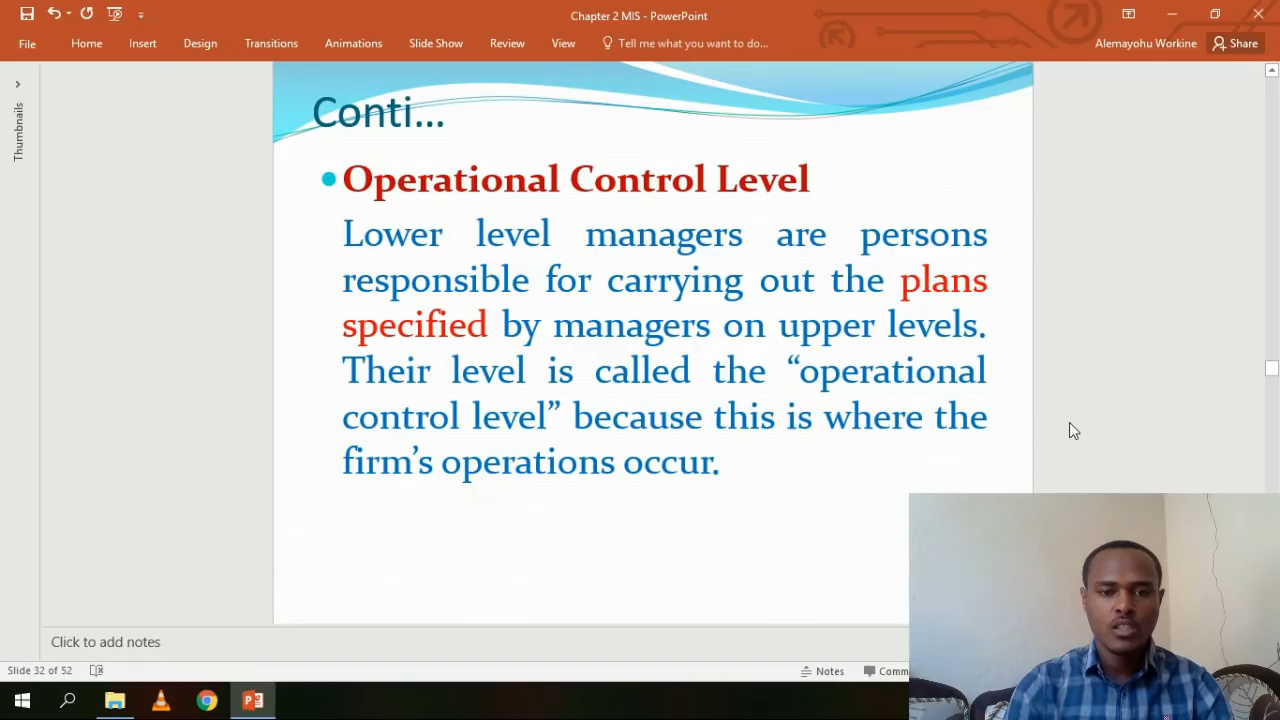 Chapter 2 MIS - PowerPoint
File Home Insert Design Transitions Animations Slide Show Review View Tell me what you want to do... Alemayohu Workine Share
Thumbnails
Conti...
Operational Control Level
Lower level managers are persons
responsible for carrying out the plans
specified by managers on upper levels.
Their level is called the “operational
control level” because this is where the
firm’s operations occur.
Click to add notes
Slide 32 of 52 Notes Comm